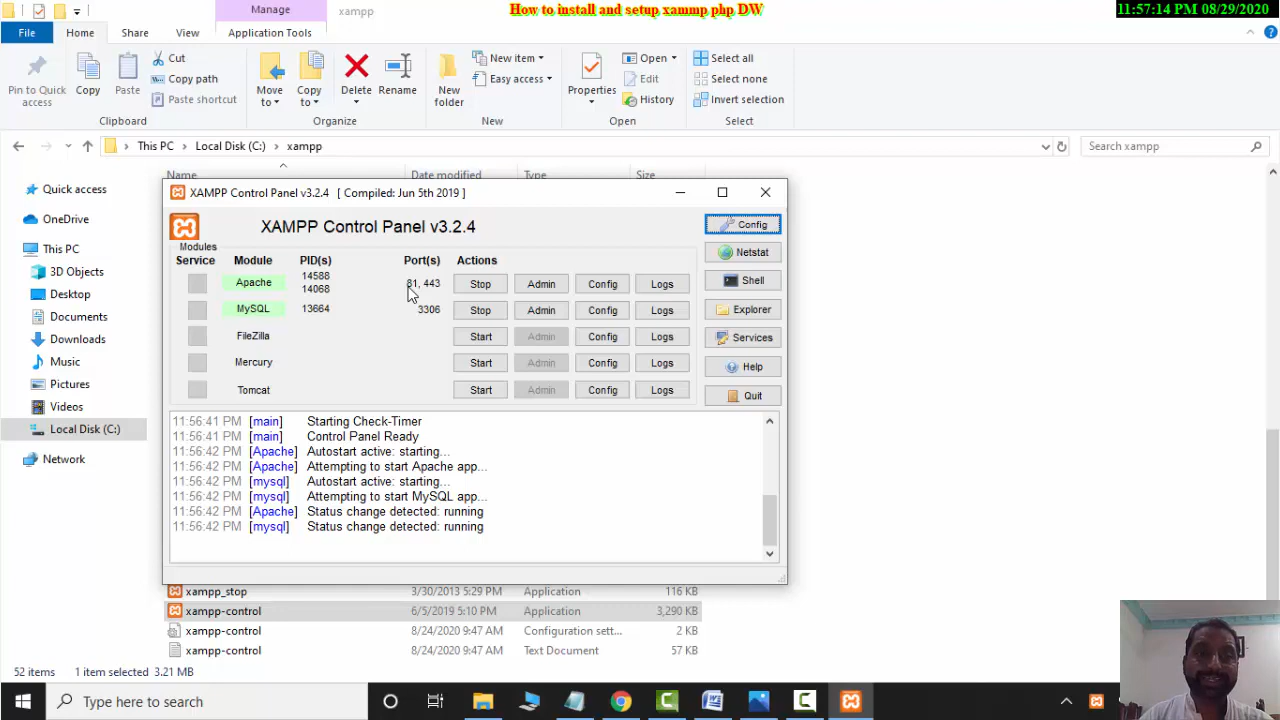 Manage
xampp
How to install and setup xammp php DW
11:57:14 PM 08/29/2020
File
Home
Share
View
Application Tools
Pin to Quick access
Copy
Paste
Cut
Copy path
Paste shortcut
Move to
Copy to
Delete
Rename
New folder
New item
Easy access
Properties
Open
Edit
History
Select all
Select none
Invert selection
Clipboard
Organize
New
Open
Select
This PC
Local Disk (C:)
xampp
Search xampp
Name
Date modified
Type
Size
Quick access
OneDrive
This PC
3D Objects
Desktop
Documents
Downloads
Music
Pictures
Videos
Local Disk (C:)
Network
XAMPP Control Panel v3.2.4 [ Compiled: Jun 5th 2019 ]
XAMPP Control Panel v3.2.4
Modules
Service Module PID(s) Port(s) Actions
Apache 14588 14068 81, 443 Stop Admin Config Logs
MySQL 13664 3306 Stop Admin Config Logs
FileZilla Start Admin Config Logs
Mercury Start Admin Config Logs
Tomcat Start Admin Config Logs
Config
Netstat
Shell
Explorer
Services
Help
Quit
11:56:41 PM [main] Starting Check-Timer
11:56:41 PM [main] Control Panel Ready
11:56:42 PM [Apache] Autostart active: starting...
11:56:42 PM [Apache] Attempting to start Apache app...
11:56:42 PM [mysql] Autostart active: starting...
11:56:42 PM [mysql] Attempting to start MySQL app...
11:56:42 PM [Apache] Status change detected: running
11:56:42 PM [mysql] Status change detected: running
xampp_stop 3/30/2013 5:29 PM Application 116 KB
xampp-control 6/5/2019 5:10 PM Application 3,290 KB
xampp-control 8/24/2020 9:47 AM Configuration sett... 2 KB
xampp-control 8/24/2020 9:47 AM Text Document 57 KB
52 items 1 item selected 3.21 MB
Type here to search